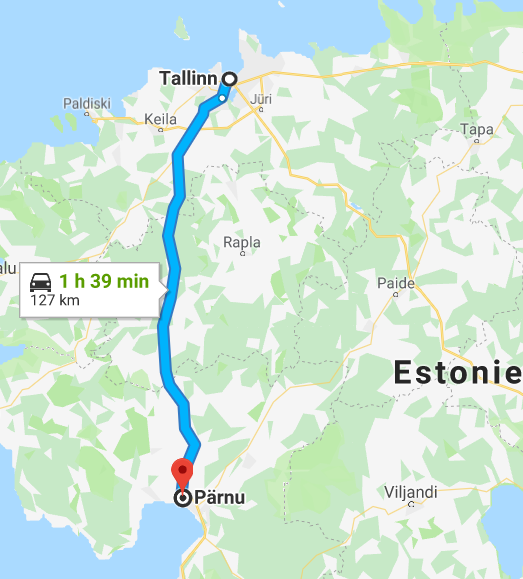 Tallinn
Paldiski
Jüri
Keila
Tapa
Rapla
alu
1 h 39 min
127 km
Paide
Estonie
Viljandi
Pärnu